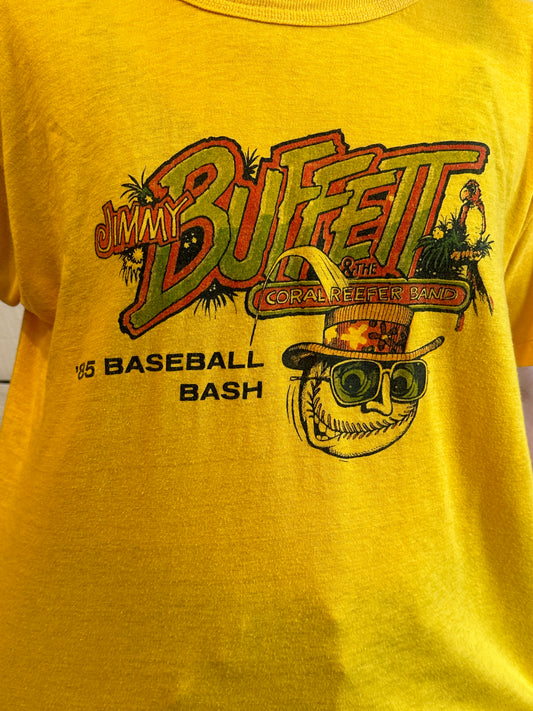 JIMMY
BUFFETT
& THE
CORAL REEFER BAND
'85 BASEBALL
BASH